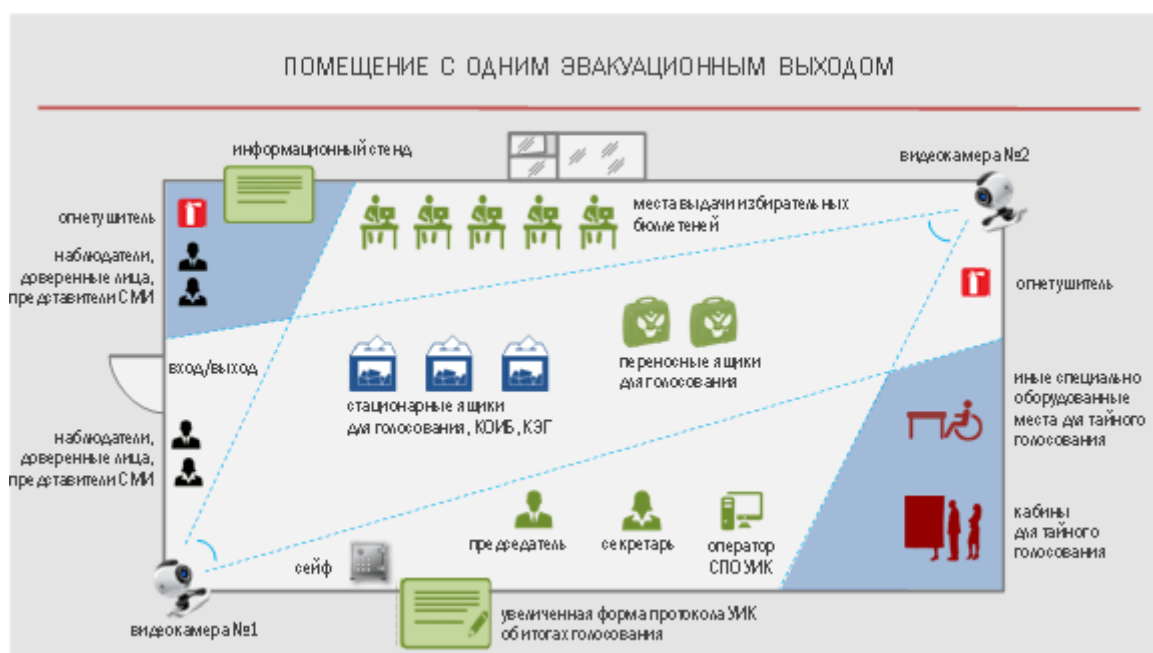 ПОМЕЩЕНИЕ С ОДНИМ ЭВАКУАЦИОННЫМ ВЫХОДОМ
информационный стенд
видеокамера №2
огнетушитель
места выдачи избирательных
бюллетеней
наблюдатели,
доверенные лица,
представители СМИ
огнетушитель
вход/выход
переносные ящики
для голосования
иные специально
оборудованные
места для тайного
голосования
стационарные ящики
для голосования, КОИБ, КЭГ
наблюдатели,
доверенные лица,
представители СМИ
кабины
для тайного
голосования
председатель
секретарь
оператор
СПО УИК
сейф
увеличенная форма протокола УИК
об итогах голосования
видеокамера №1